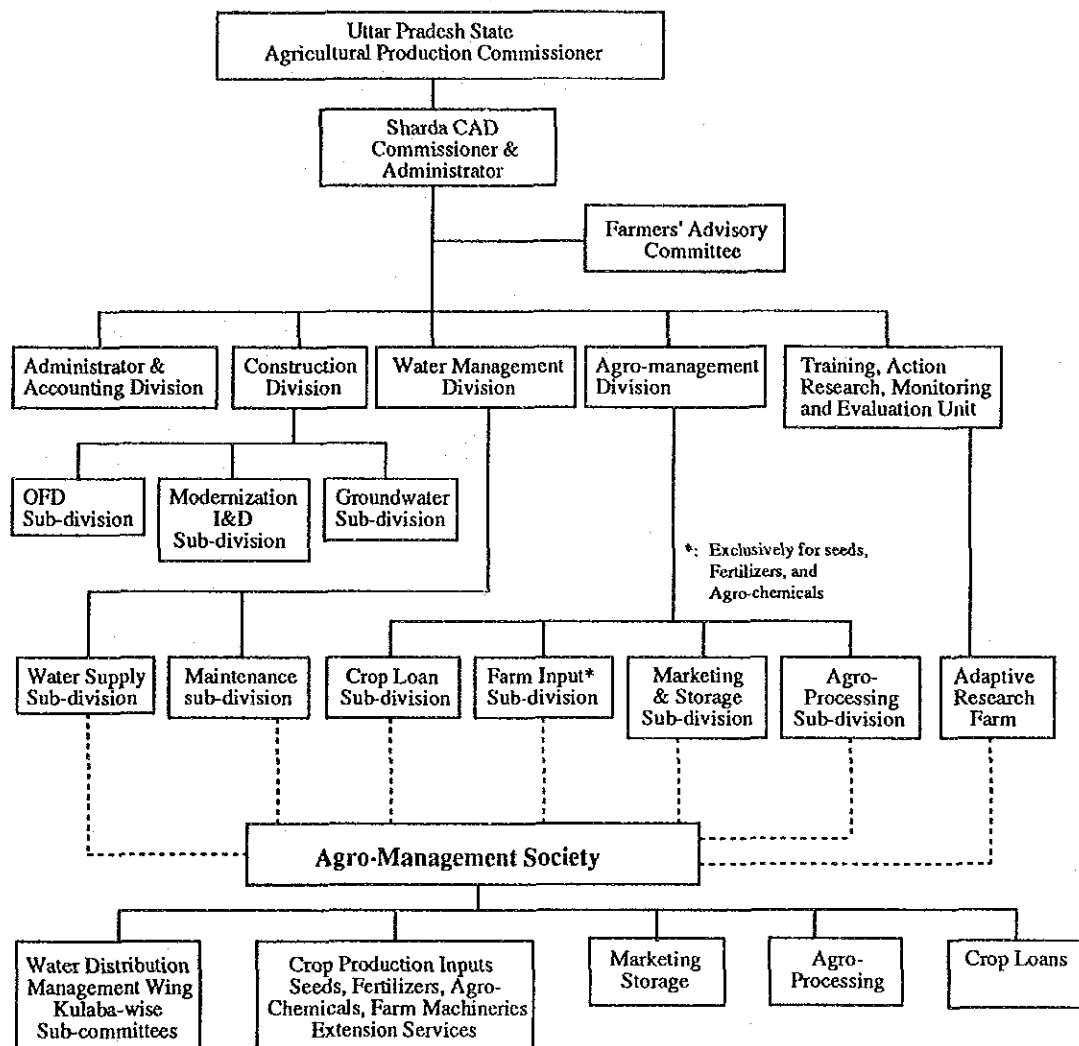 Uttar Pradesh State
Agricultural Production Commissioner
Sharda CAD
Commissioner &
Administrator
Farmers' Advisory
Committee
Administrator &
Accounting Division
Construction
Division
Water Management
Division
Agro-management
Division
Training, Action
Research, Monitoring
and Evaluation Unit
OFD
Sub-division
Modernization
I&D
Sub-division
Groundwater
Sub-division
*: Exclusively for seeds,
Fertilizers, and
Agro-chemicals
Water Supply
Sub-division
Maintenance
sub-division
Crop Loan
Sub-division
Farm Input*
Sub-division
Marketing
& Storage
Sub-division
Agro-
Processing
Sub-division
Adaptive
Research
Farm
Agro-Management Society
Water Distribution
Management Wing
Kulaba-wise
Sub-committees
Crop Production Inputs
Seeds, Fertilizers, Agro-
Chemicals, Farm Machineries
Extension Services
Marketing
Storage
Agro-
Processing
Crop Loans